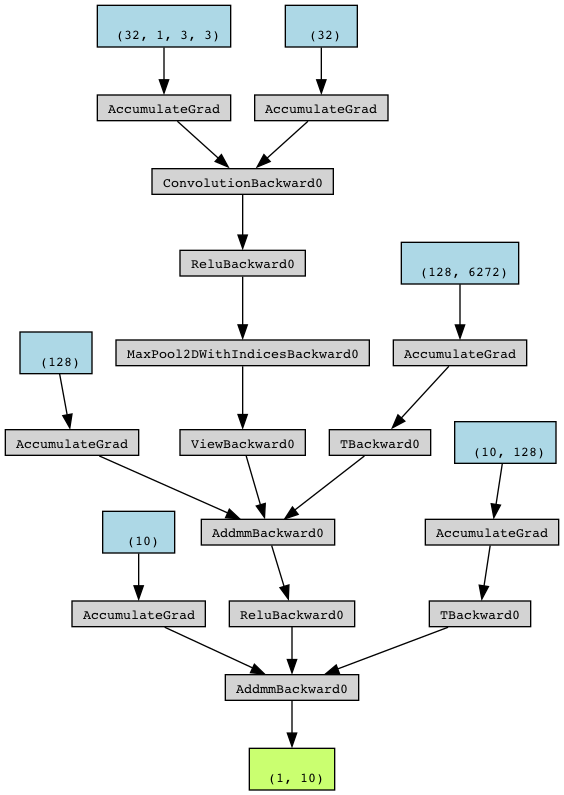 (32, 1, 3, 3)
(32)
AccumulateGrad
AccumulateGrad
ConvolutionBackward0
ReluBackward0
(128, 6272)
MaxPool2DWithIndicesBackward0
AccumulateGrad
(128)
AccumulateGrad
ViewBackward0
TBackward0
(10, 128)
AddmmBackward0
AccumulateGrad
(10)
AccumulateGrad
ReluBackward0
TBackward0
AddmmBackward0
(1, 10)